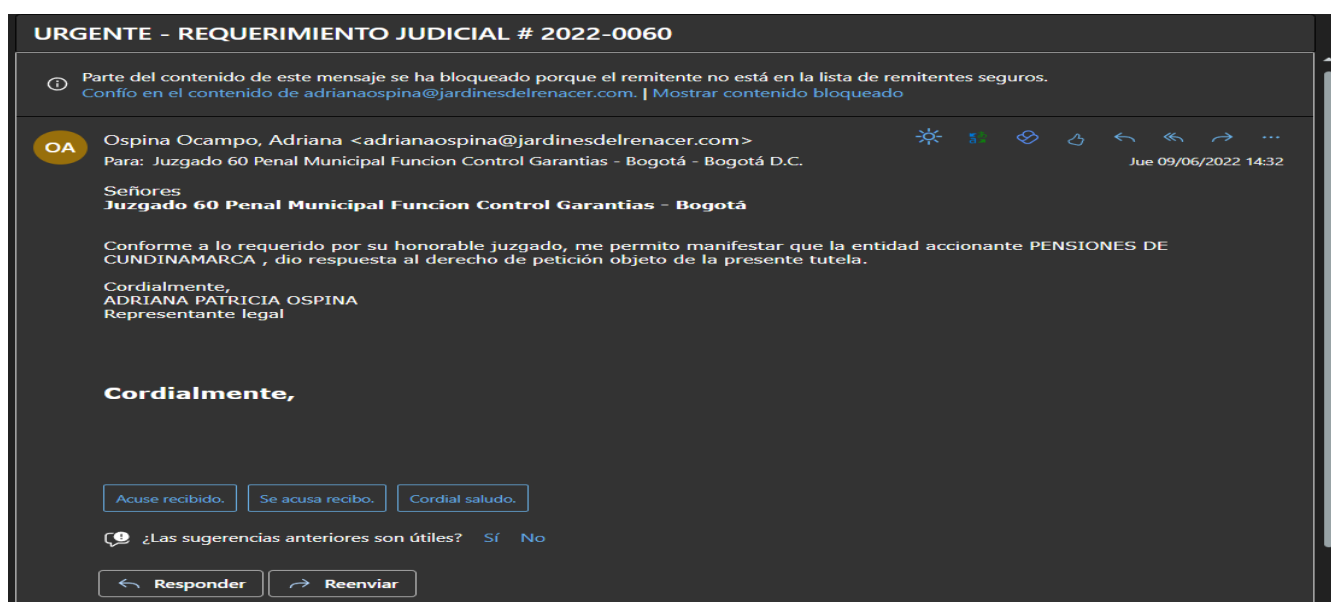 URGENTE - REQUERIMIENTO JUDICIAL # 2022-0060
Parte del contenido de este mensaje se ha bloqueado porque el remitente no está en la lista de remitentes seguros.
Confío en el contenido de adrianaospina@jardinesdelrenacer.com. | Mostrar contenido bloqueado
OA
Ospina Ocampo, Adriana <adrianaospina@jardinesdelrenacer.com>
Para: Juzgado 60 Penal Municipal Funcion Control Garantias - Bogotá - Bogotá D.C.
Jue 09/06/2022 14:32
Señores
Juzgado 60 Penal Municipal Funcion Control Garantias - Bogotá
Conforme a lo requerido por su honorable juzgado, me permito manifestar que la entidad accionante PENSIONES DE
CUNDINAMARCA , dio respuesta al derecho de petición objeto de la presente tutela.
Cordialmente,
ADRIANA PATRICIA OSPINA
Representante legal
Cordialmente,
Acuse recibido. Se acusa recibo. Cordial saludo.
¿Las sugerencias anteriores son útiles? Sí No
Responder Reenviar